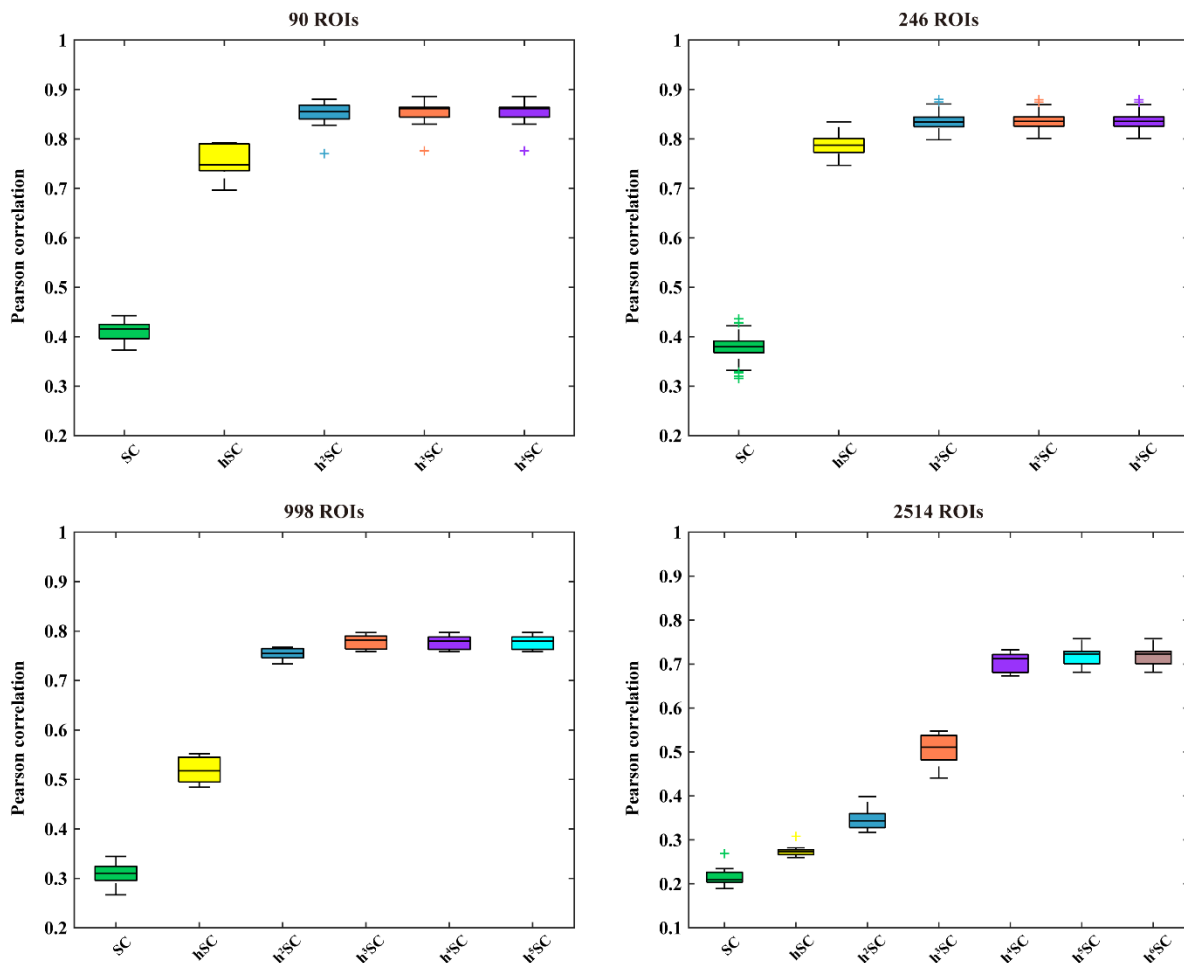 90 ROIs
Pearson corrlation
1
0.9
0.8
0.7
0.6
0.5
0.4
0.3
0.2
SC
hSC
h²SC
h³SC
h⁴SC
246 ROIs
Pearson corrlation
1
0.9
0.8
0.7
0.6
0.5
0.4
0.3
0.2
SC
hSC
h²SC
h³SC
h⁴SC
998 ROIs
Pearson corrlation
1
0.9
0.8
0.7
0.6
0.5
0.4
0.3
0.2
SC
hSC
h²SC
h³SC
h⁴SC
h⁵SC
2514 ROIs
Pearson corrlation
1
0.9
0.8
0.7
0.6
0.5
0.4
0.3
0.2
0.1
SC
hSC
h²SC
h³SC
h⁴SC
h⁵SC
h⁶SC